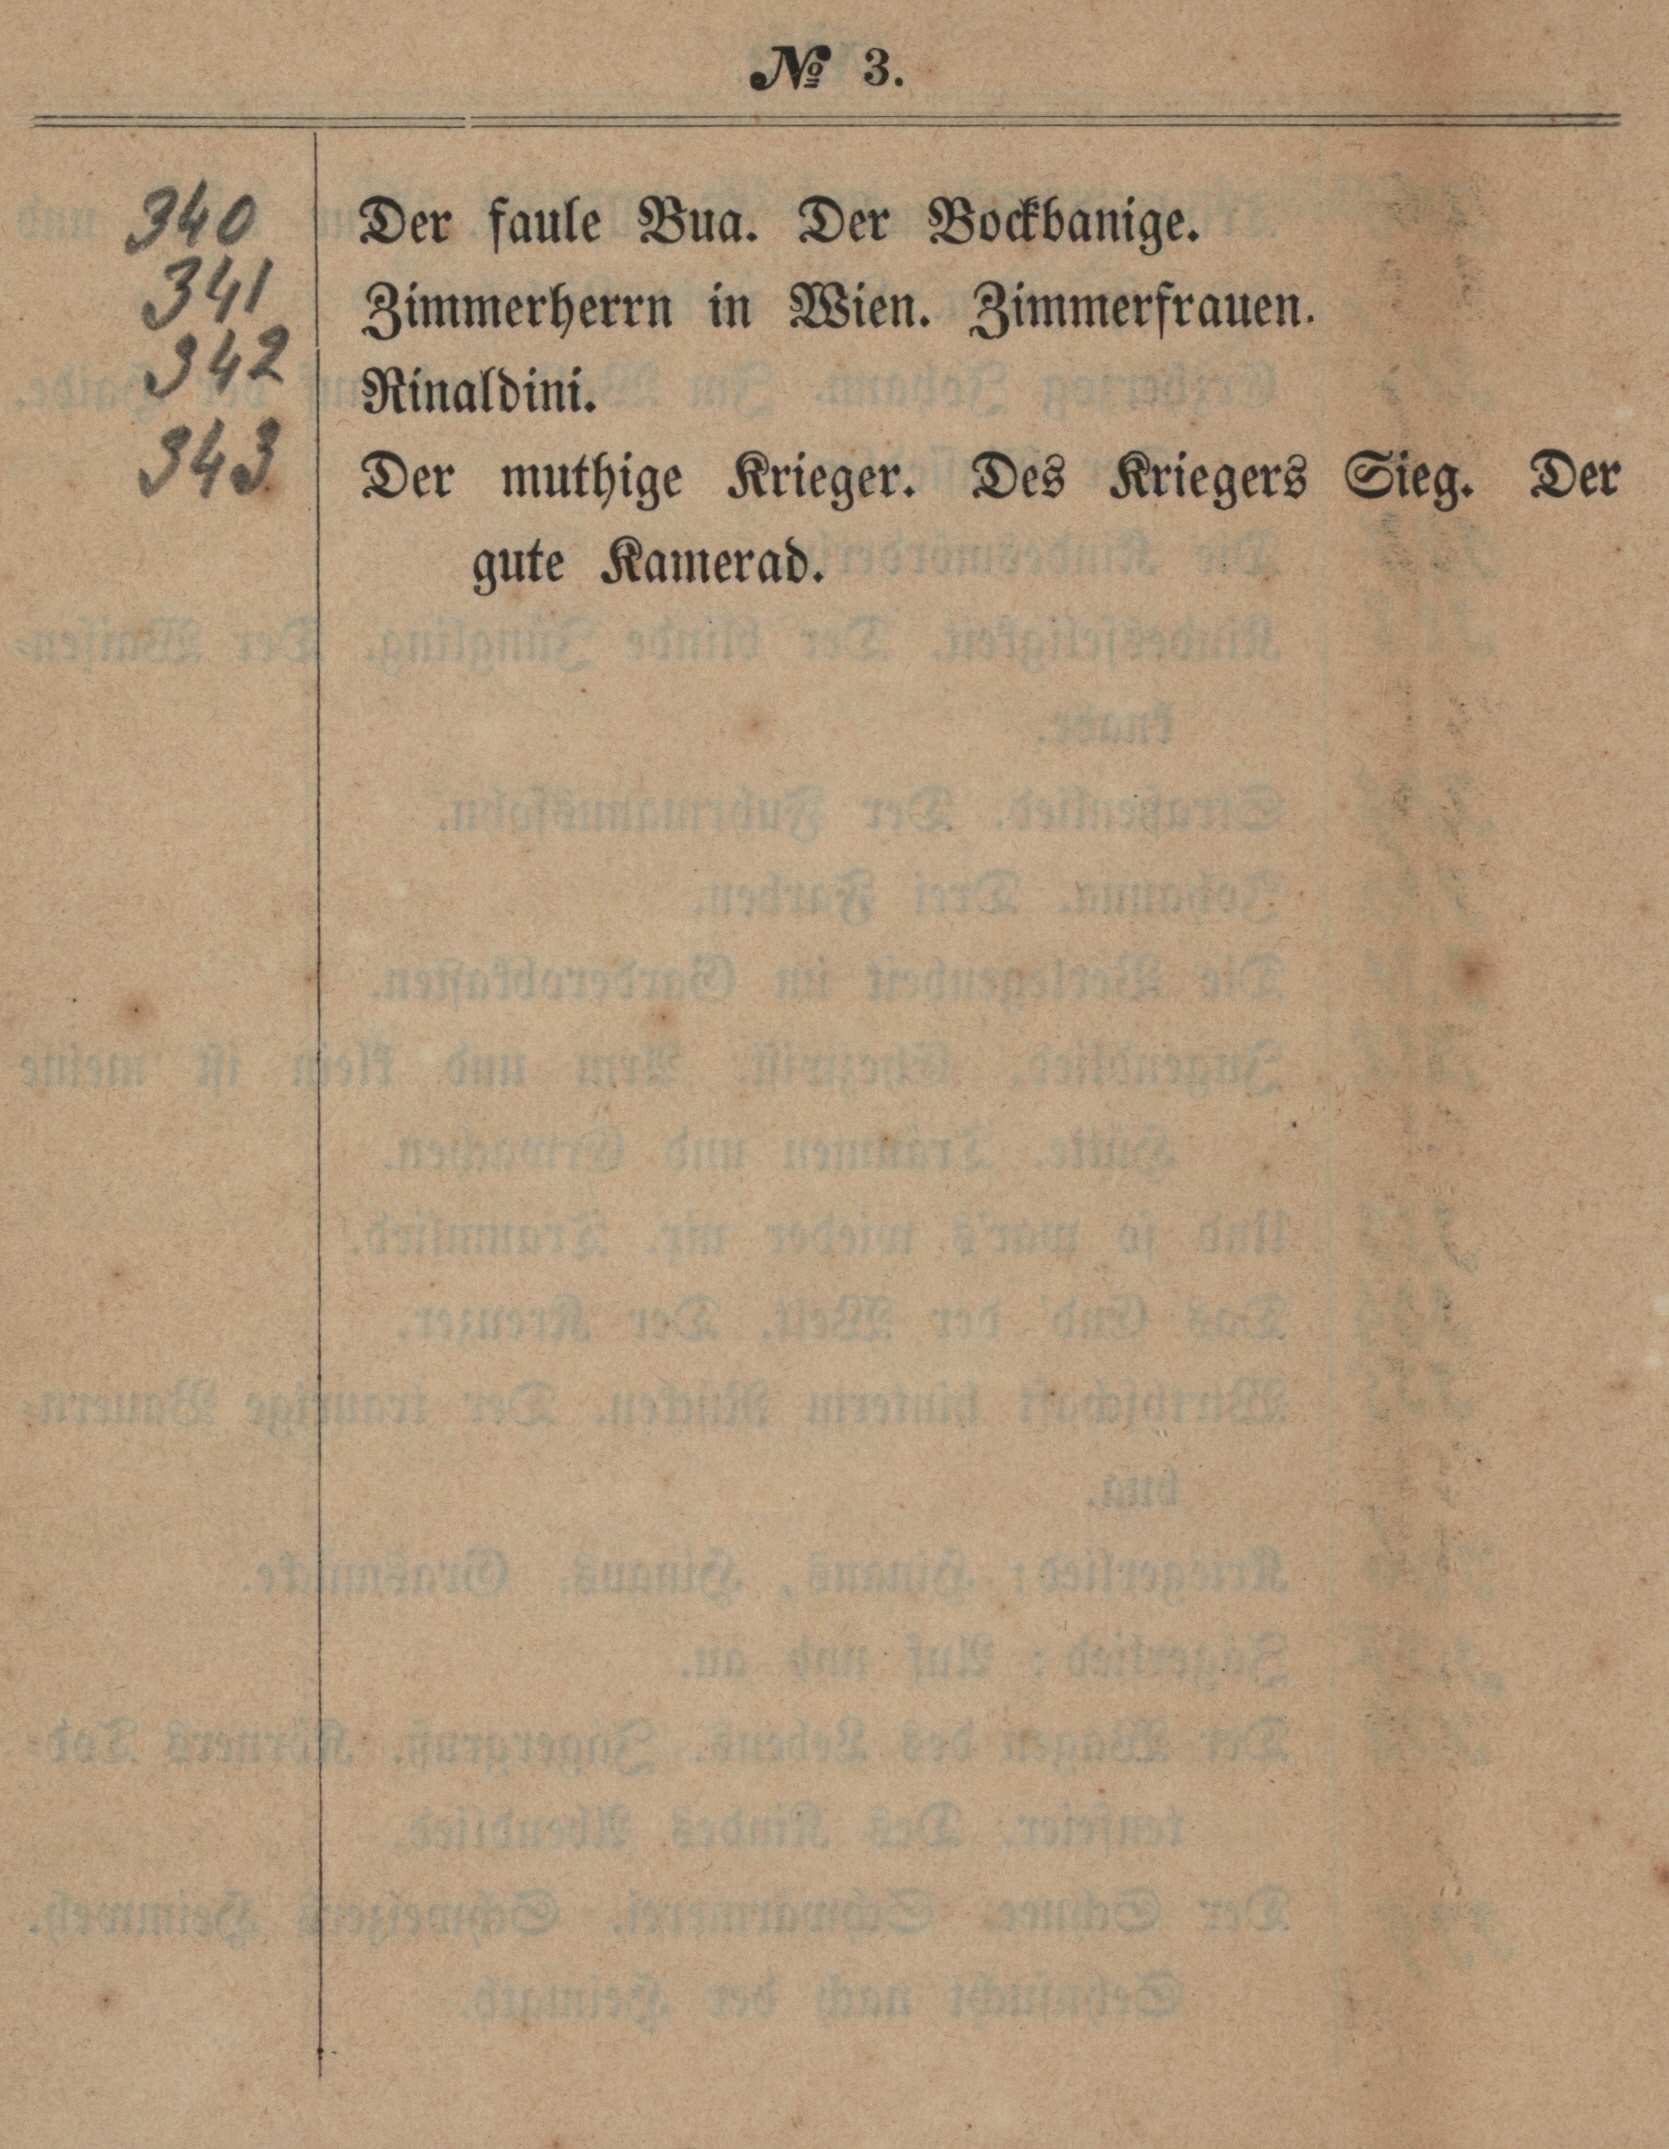 № 3.
340 Der faule Bua. Der Bockbanige.
341 Zimmerherrn in Wien. Zimmerfrauen.
342 Rinaldini.
343 Der muthige Krieger. Des Kriegers Sieg. Der
gute Kamerad.